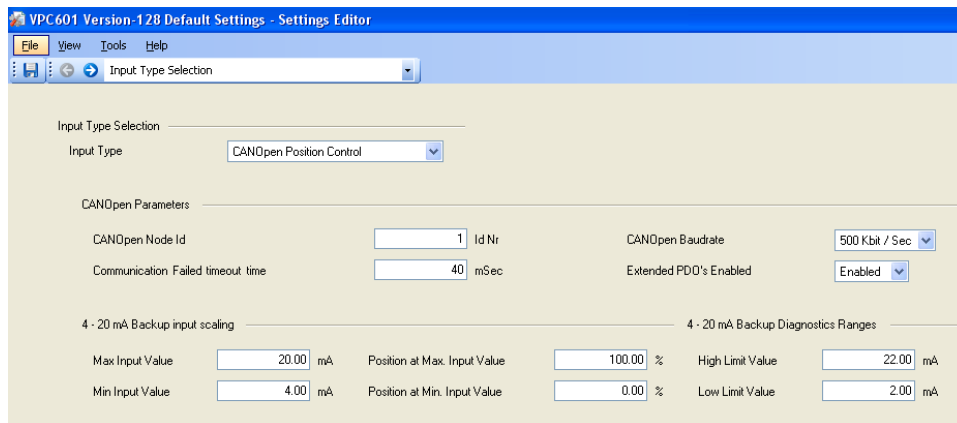 VPC601 Version-128 Default Settings - Settings Editor
File View Tools Help
Input Type Selection
Input Type Selection
Input Type CANOpen Position Control
CANOpen Parameters
CANOpen Node Id 1 Id Nr CANOpen Baudrate 500 Kbit / Sec
Communication Failed timeout time 40 mSec Extended PDO's Enabled Enabled
4 - 20 mA Backup input scaling 4 - 20 mA Backup Diagnostics Ranges
Max Input Value 20.00 mA Position at Max. Input Value 100.00 % High Limit Value 22.00 mA
Min Input Value 4.00 mA Position at Min. Input Value 0.00 % Low Limit Value 2.00 mA